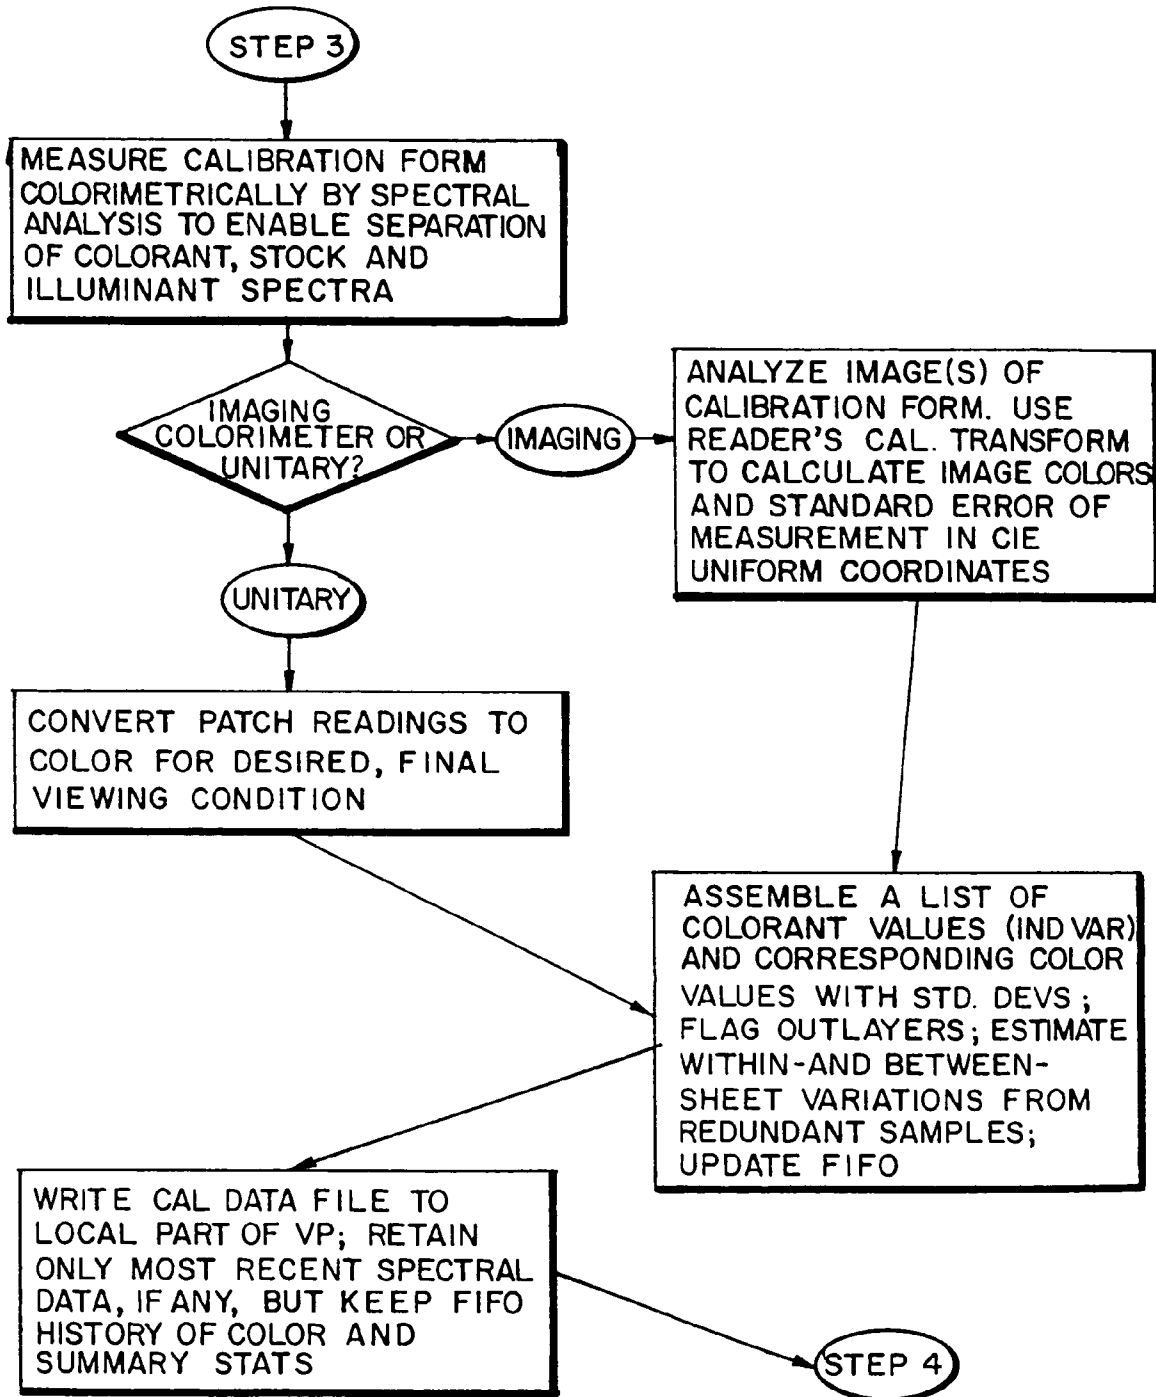 STEP 3
MEASURE CALIBRATION FORM
COLORIMETRICALLY BY SPECTRAL
ANALYSIS TO ENABLE SEPARATION
OF COLORANT, STOCK AND
ILLUMINANT SPECTRA
IMAGING
COLORIMETER OR
UNITARY?
IMAGING
ANALYZE IMAGE(S) OF
CALIBRATION FORM. USE
READER'S CAL. TRANSFORM
TO CALCULATE IMAGE COLORS
AND STANDARD ERROR OF
MEASUREMENT IN CIE
UNIFORM COORDINATES
UNITARY
CONVERT PATCH READINGS TO
COLOR FOR DESIRED, FINAL
VIEWING CONDITION
ASSEMBLE A LIST OF
COLORANT VALUES (IND VAR)
AND CORRESPONDING COLOR
VALUES WITH STD. DEVS;
FLAG OUTLAYERS; ESTIMATE
WITHIN-AND BETWEEN-
SHEET VARIATIONS FROM
REDUNDANT SAMPLES;
UPDATE FIFO
WRITE CAL DATA FILE TO
LOCAL PART OF VP; RETAIN
ONLY MOST RECENT SPECTRAL
DATA, IF ANY, BUT KEEP FIFO
HISTORY OF COLOR AND
SUMMARY STATS
STEP 4